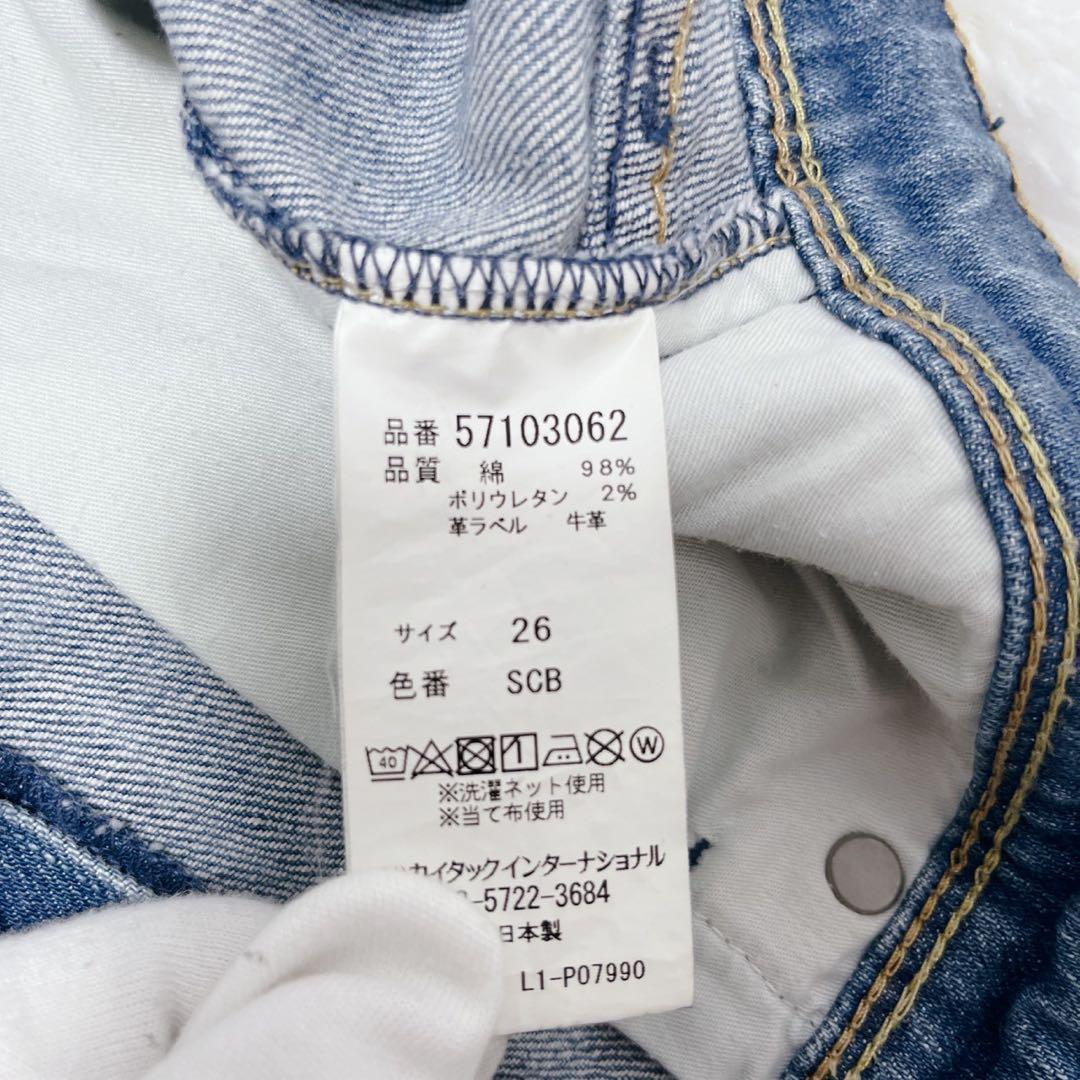 品番 57103062
品質 綿 98%
ポリウレタン 2%
革ラベル 牛革
サイズ 26
色番 SCB
40 W
※洗濯ネット使用
※当て布使用
カイタックインターナショナル
-5722-3684
日本製
L1-P07990